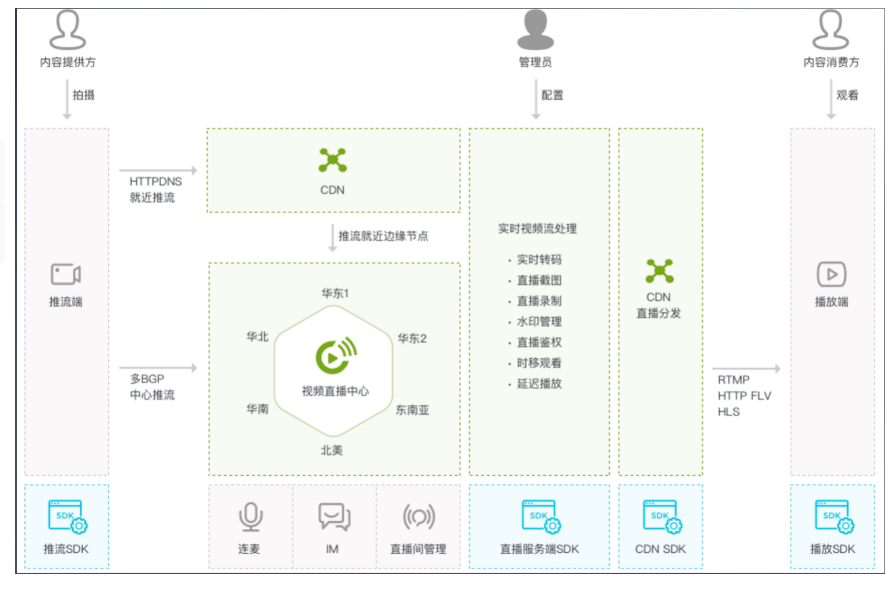 内容提供方
管理员
内容消费方
拍摄
配置
观看
HTTPDNS
就近推流
CDN
推流就近边缘节点
推流端
多BGP
中心推流
华东1
华北
华东2
视频直播中心
华南
东南亚
北美
实时视频流处理
· 实时转码
· 直播截图
· 直播录制
· 水印管理
· 直播鉴权
· 时移观看
· 延迟播放
CDN
直播分发
RTMP
HTTP FLV
HLS
播放端
SDK
推流SDK
连麦
IM
直播间管理
SDK
直播服务端SDK
SDK
CDN SDK
SDK
播放SDK